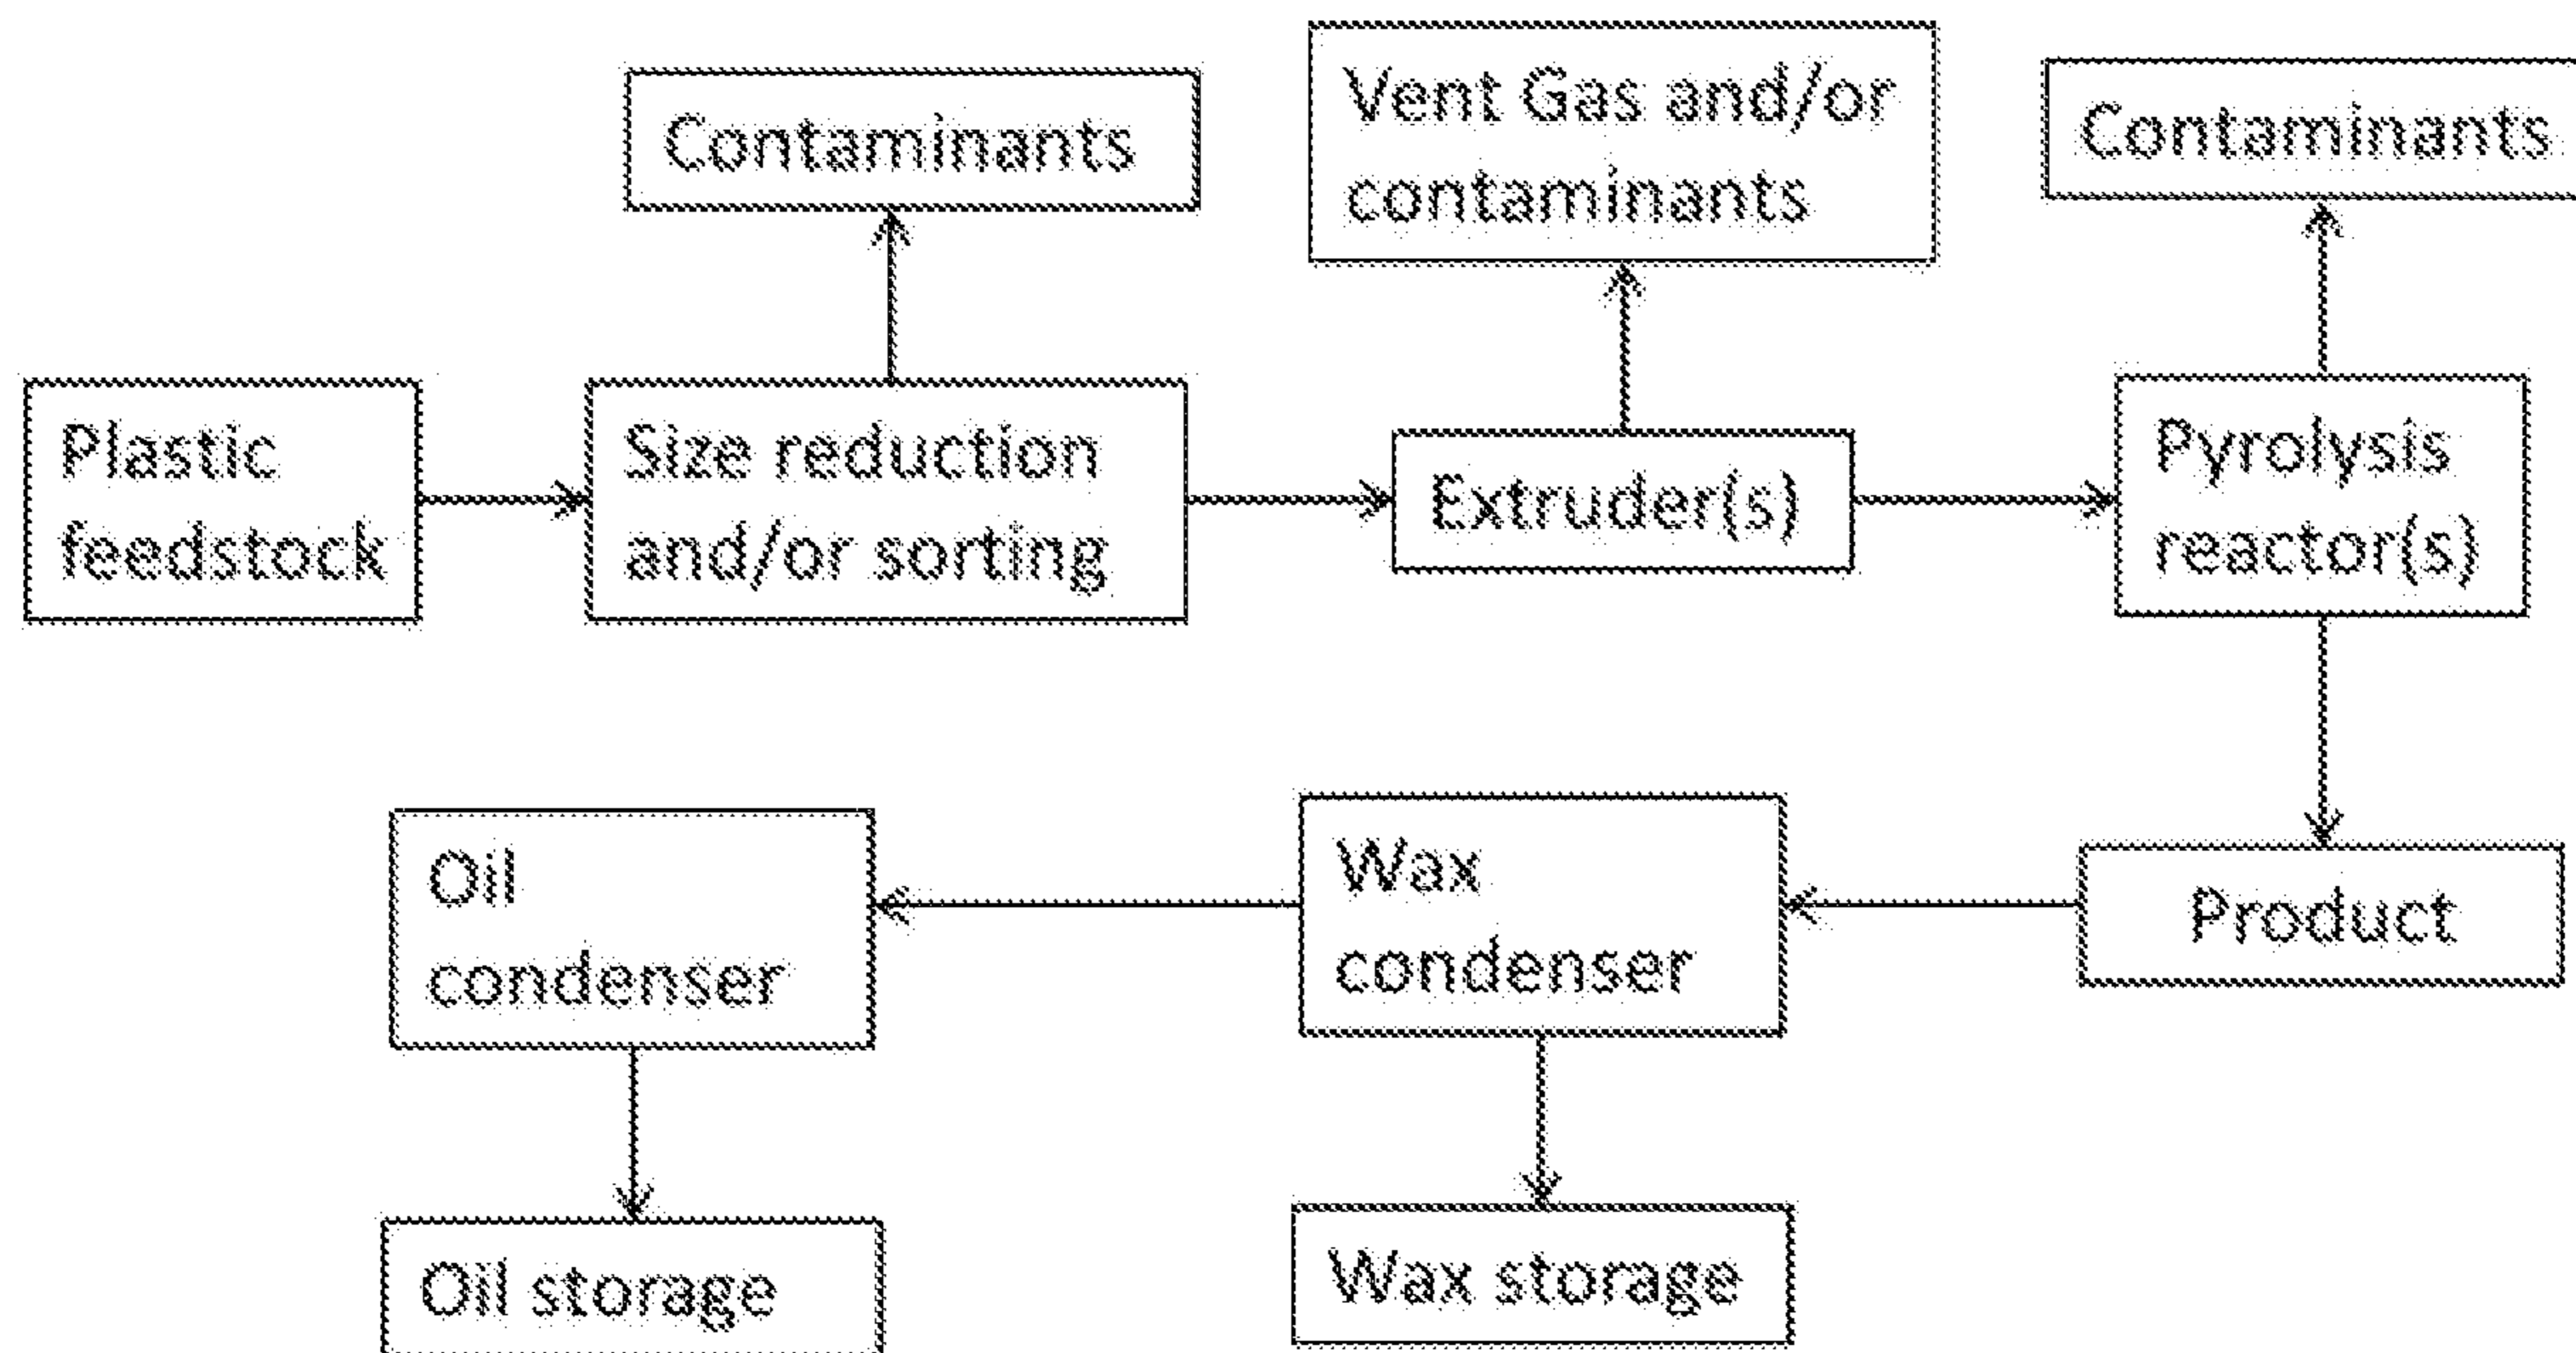 Contaminants
Vent Gas and/or
contaminants
Contaminants
Plastic
feedstock
Size reduction
and/or sorting
Extruder(s)
Pyrolysis
reactor(s)
Oil
condenser
Wax
condenser
Product
Oil storage
Wax storage